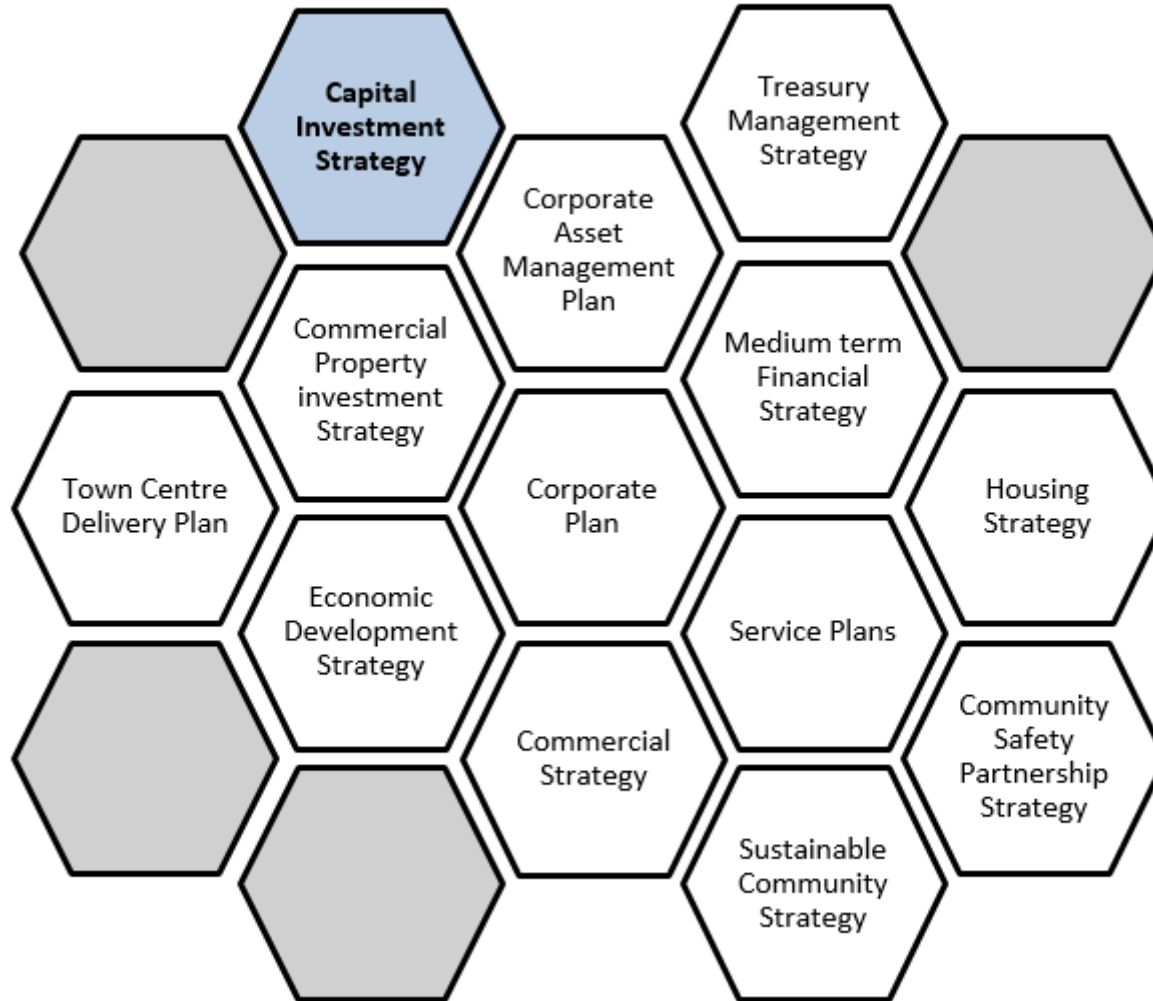 Capital
Investment
Strategy
Treasury
Management
Strategy
Corporate
Asset
Management
Plan
Commercial
Property
investment
Strategy
Medium term
Financial
Strategy
Town Centre
Delivery Plan
Corporate
Plan
Housing
Strategy
Economic
Development
Strategy
Service Plans
Commercial
Strategy
Community
Safety
Partnership
Strategy
Sustainable
Community
Strategy